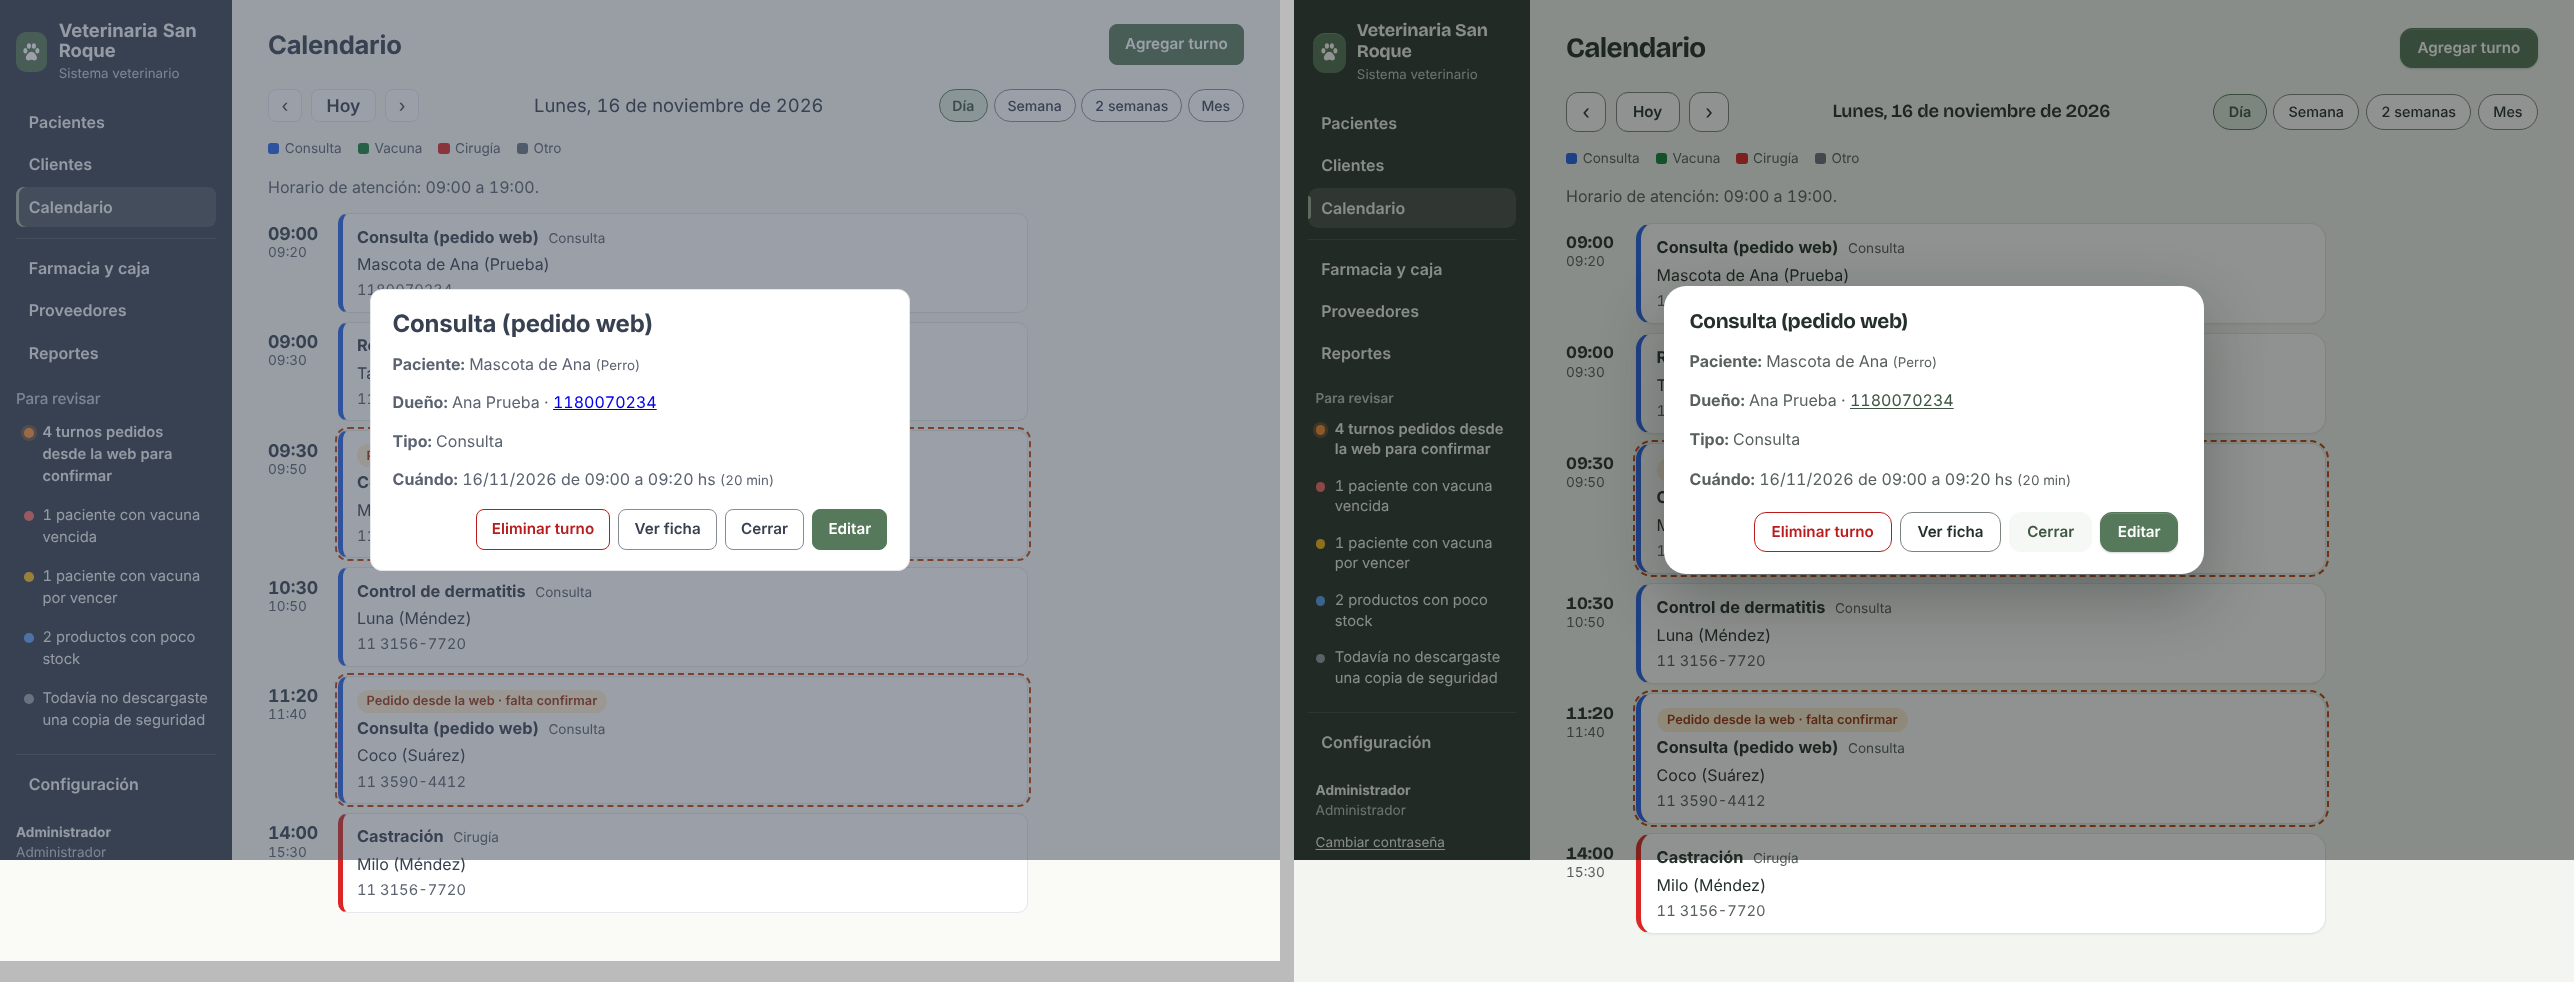 Veterinaria San
Roque
Sistema veterinario
Pacientes
Clientes
Calendario
Farmacia y caja
Proveedores
Reportes
Para revisar
4 turnos pedidos
desde la web para
confirmar
1 paciente con vacuna
vencida
1 paciente con vacuna
por vencer
2 productos con poco
stock
Todavía no descargaste
una copia de seguridad
Configuración
Administrador
Administrador
Calendario
Agregar turno
‹ Hoy › Lunes, 16 de noviembre de 2026 Día Semana 2 semanas Mes
Consulta Vacuna Cirugía Otro
Horario de atención: 09:00 a 19:00.
09:00
09:20
Consulta (pedido web) Consulta
Mascota de Ana (Prueba)
1180070234
09:00
09:30
09:30
09:50
Consulta (pedido web)
Paciente: Mascota de Ana (Perro)
Dueño: Ana Prueba · 1180070234
Tipo: Consulta
Cuándo: 16/11/2026 de 09:00 a 09:20 hs (20 min)
Eliminar turno Ver ficha Cerrar Editar
10:30
10:50
Control de dermatitis Consulta
Luna (Méndez)
11 3156-7720
11:20
11:40
Pedido desde la web · falta confirmar
Consulta (pedido web) Consulta
Coco (Suárez)
11 3590-4412
14:00
15:30
Castración Cirugía
Milo (Méndez)
11 3156-7720
Veterinaria San
Roque
Sistema veterinario
Pacientes
Clientes
Calendario
Farmacia y caja
Proveedores
Reportes
Para revisar
4 turnos pedidos desde
la web para confirmar
1 paciente con vacuna
vencida
1 paciente con vacuna
por vencer
2 productos con poco
stock
Todavía no descargaste
una copia de seguridad
Configuración
Administrador
Administrador
Cambiar contraseña
Calendario
Agregar turno
‹ Hoy › Lunes, 16 de noviembre de 2026 Día Semana 2 semanas Mes
Consulta Vacuna Cirugía Otro
Horario de atención: 09:00 a 19:00.
09:00
09:20
Consulta (pedido web) Consulta
Mascota de Ana (Prueba)
09:00
09:30
09:30
09:50
Consulta (pedido web)
Paciente: Mascota de Ana (Perro)
Dueño: Ana Prueba · 1180070234
Tipo: Consulta
Cuándo: 16/11/2026 de 09:00 a 09:20 hs (20 min)
Eliminar turno Ver ficha Cerrar Editar
10:30
10:50
Control de dermatitis Consulta
Luna (Méndez)
11 3156-7720
11:20
11:40
Pedido desde la web · falta confirmar
Consulta (pedido web) Consulta
Coco (Suárez)
11 3590-4412
14:00
15:30
Castración Cirugía
Milo (Méndez)
11 3156-7720